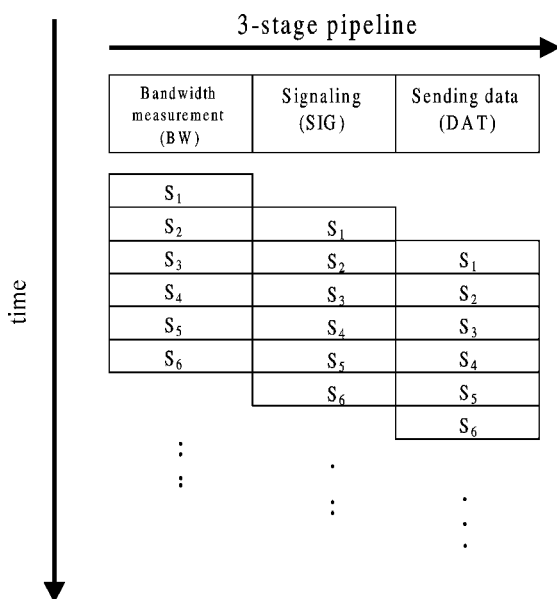 3-stage pipeline
Bandwidth measurement (BW)
Signaling (SIG)
Sending data (DAT)
time
S1
S2 S1
S3 S2 S1
S4 S3 S2
S5 S4 S3
S6 S5 S4
S6 S5
S6